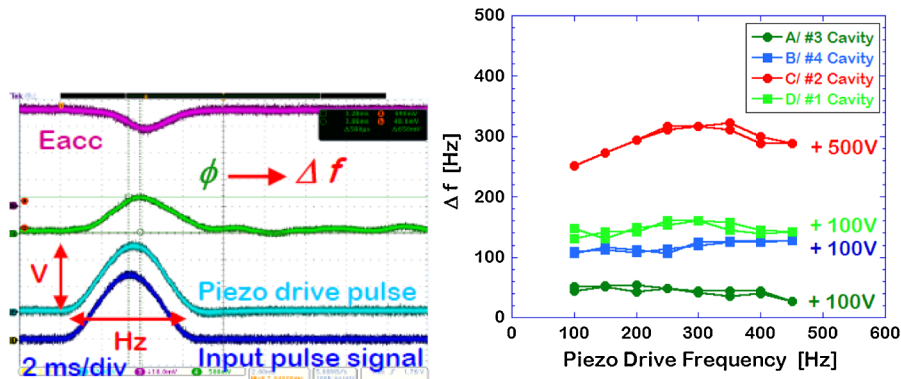 Tek
Eacc
ϕ → Δ f
V
Piezo drive pulse
Hz
2 ms/div
Input pulse signal
500
400
300
200
100
0
Δ f [Hz]
A/ #3 Cavity
B/ #4 Cavity
C/ #2 Cavity
D/ #1 Cavity
+ 500V
+ 100V
+ 100V
+ 100V
0 100 200 300 400 500 600
Piezo Drive Frequency [Hz]